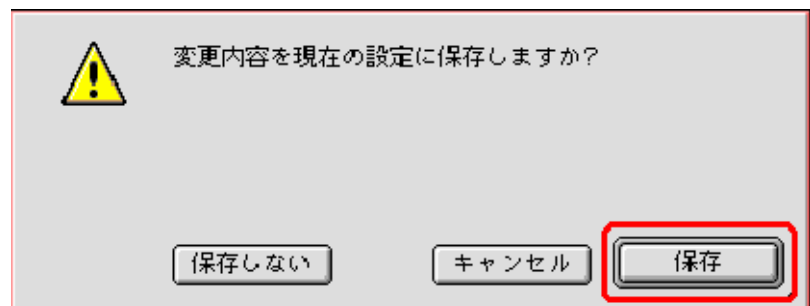 変更内容を現在の設定に保存しますか?
保存しない
キャンセル
保存